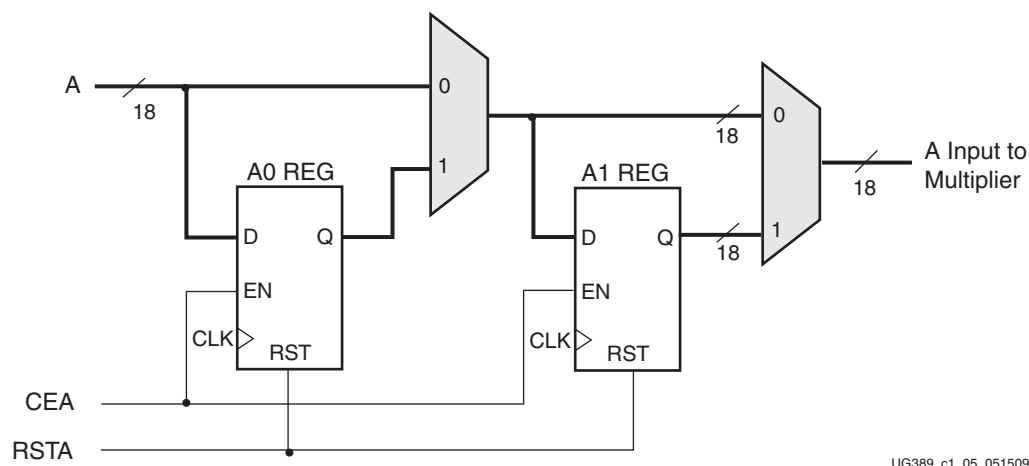 A
18
0
1
A0 REG
D
Q
EN
CLK
RST
18
0
A1 REG
D
Q
EN
CLK
RST
18
1
18
A Input to
Multiplier
CEA
RSTA
UG389_c1_05_051509